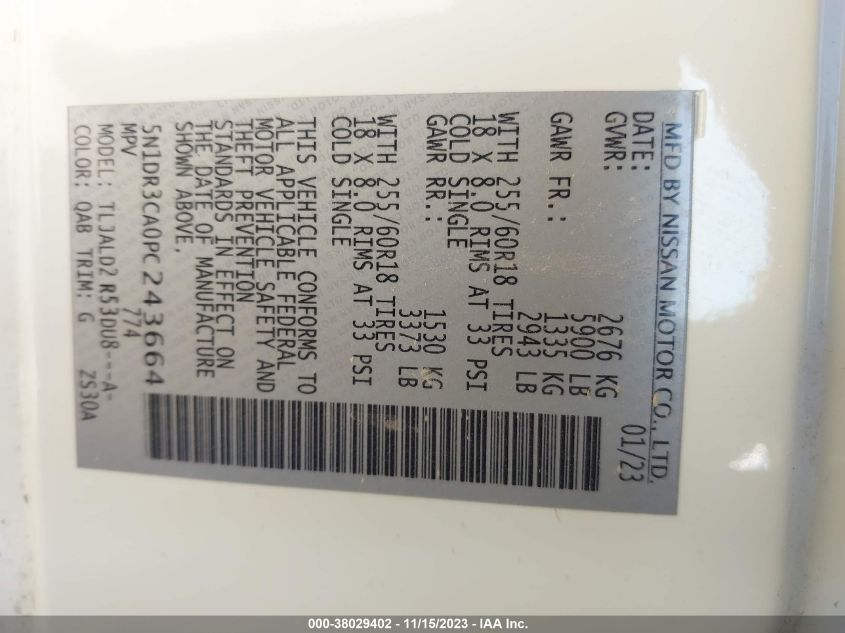 MFD BY NISSAN MOTOR CO., LTD.
DATE: 01/23
GVWR: 2676 KG
5900 LB
GAWR FR.: 1335 KG
2943 LB
WITH 255/60R18 TIRES
18 X 8.0 RIMS AT 33 PSI
COLD SINGLE
GAWR RR.: 1530 KG
3373 LB
WITH 255/60R18 TIRES
18 X 8.0 RIMS AT 33 PSI
COLD SINGLE
THIS VEHICLE CONFORMS TO
ALL APPLICABLE FEDERAL
MOTOR VEHICLE SAFETY AND
THEFT PREVENTION
STANDARDS IN EFFECT ON
THE DATE OF MANUFACTURE
SHOWN ABOVE.
5N1DR3CA0PC243664
MPV 774
MODEL: TLJALD2 R53DU8---A-
COLOR: QAB TRIM: G ZS30A
000-38029402 - 11/15/2023 - IAA Inc.